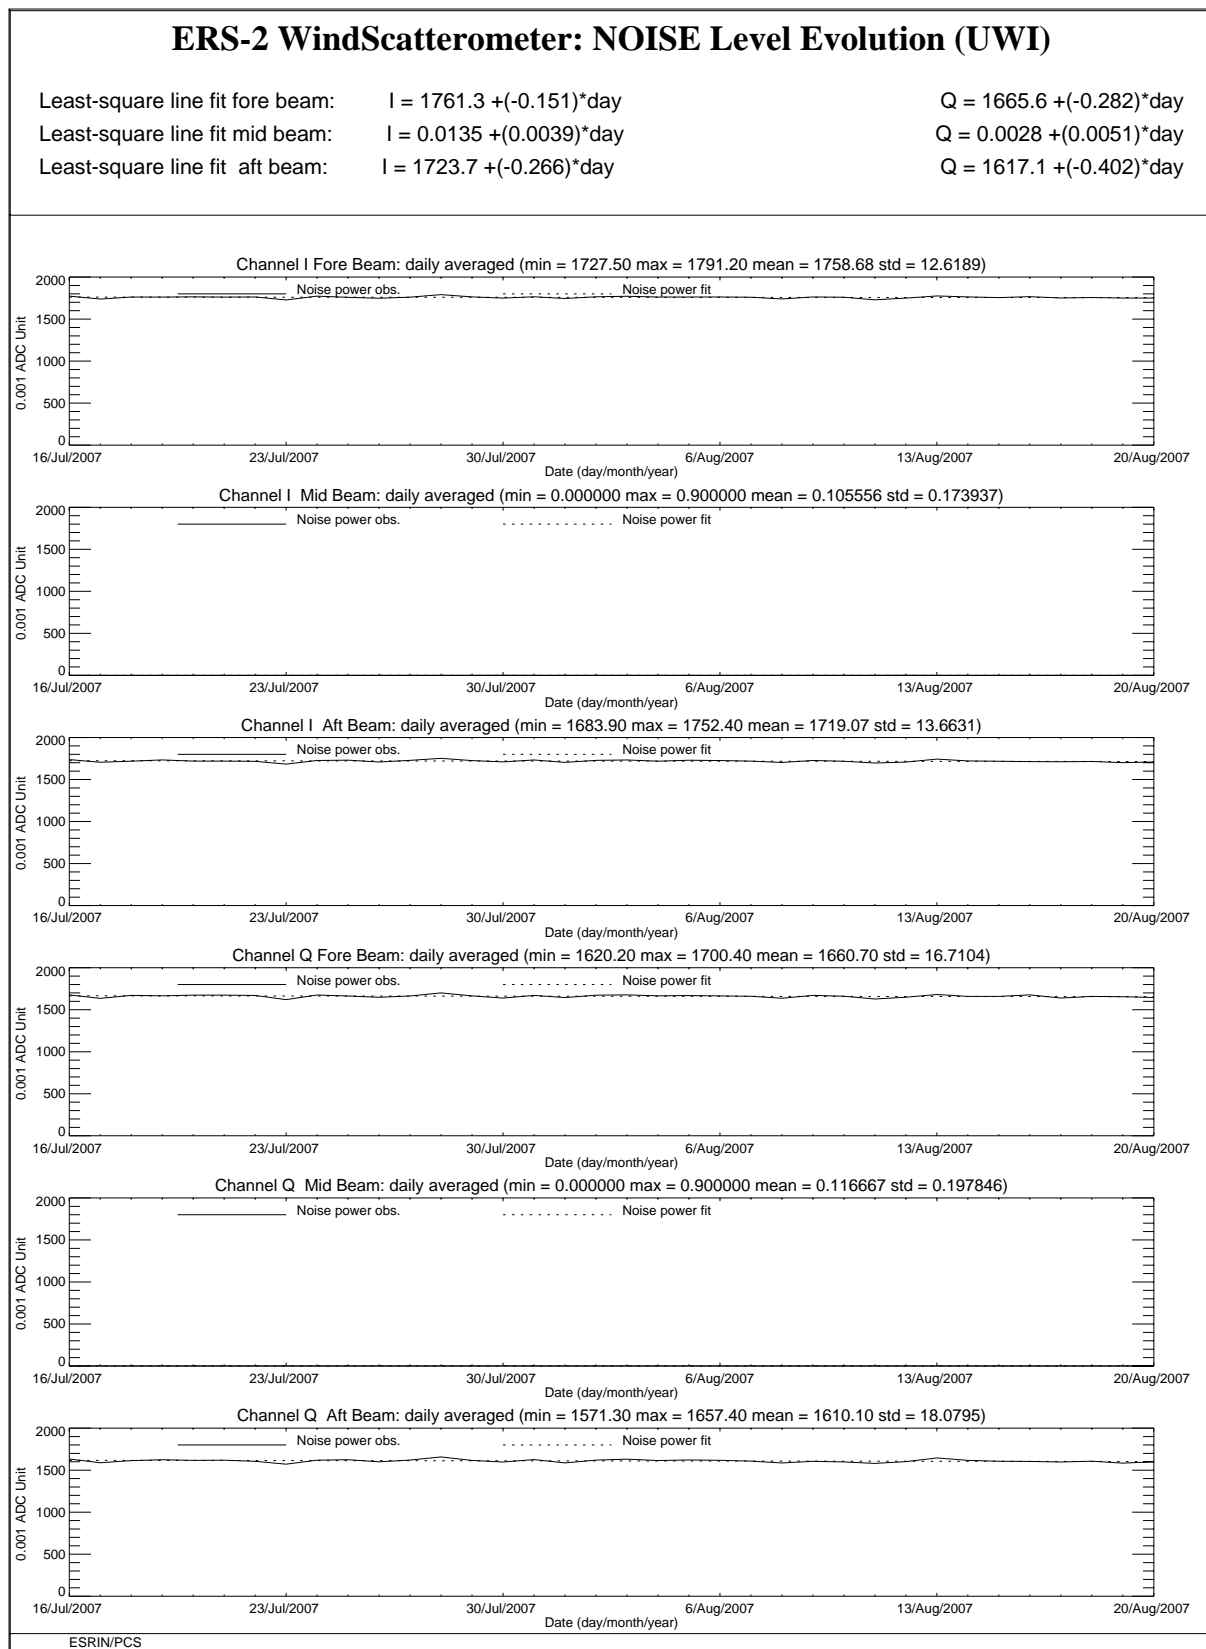 ERS-2 WindScatterometer: NOISE Level Evolution (UWI)
Least-square line fit fore beam: I = 1761.3 +(-0.151)*day Q = 1665.6 +(-0.282)*day
Least-square line fit mid beam: I = 0.0135 +(0.0039)*day Q = 0.0028 +(0.0051)*day
Least-square line fit aft beam: I = 1723.7 +(-0.266)*day Q = 1617.1 +(-0.402)*day
Channel I Fore Beam: daily averaged (min = 1727.50 max = 1791.20 mean = 1758.68 std = 12.6189)
Noise power obs. Noise power fit
2000
1500
1000
500
0
0.001 ADC Unit
16/Jul/2007 23/Jul/2007 30/Jul/2007 6/Aug/2007 13/Aug/2007 20/Aug/2007
Date (day/month/year)
Channel I Mid Beam: daily averaged (min = 0.000000 max = 0.900000 mean = 0.105556 std = 0.173937)
Noise power obs. Noise power fit
2000
1500
1000
500
0
0.001 ADC Unit
16/Jul/2007 23/Jul/2007 30/Jul/2007 6/Aug/2007 13/Aug/2007 20/Aug/2007
Date (day/month/year)
Channel I Aft Beam: daily averaged (min = 1683.90 max = 1752.40 mean = 1719.07 std = 13.6631)
Noise power obs. Noise power fit
2000
1500
1000
500
0
0.001 ADC Unit
16/Jul/2007 23/Jul/2007 30/Jul/2007 6/Aug/2007 13/Aug/2007 20/Aug/2007
Date (day/month/year)
Channel Q Fore Beam: daily averaged (min = 1620.20 max = 1700.40 mean = 1660.70 std = 16.7104)
Noise power obs. Noise power fit
2000
1500
1000
500
0
0.001 ADC Unit
16/Jul/2007 23/Jul/2007 30/Jul/2007 6/Aug/2007 13/Aug/2007 20/Aug/2007
Date (day/month/year)
Channel Q Mid Beam: daily averaged (min = 0.000000 max = 0.900000 mean = 0.116667 std = 0.197846)
Noise power obs. Noise power fit
2000
1500
1000
500
0
0.001 ADC Unit
16/Jul/2007 23/Jul/2007 30/Jul/2007 6/Aug/2007 13/Aug/2007 20/Aug/2007
Date (day/month/year)
Channel Q Aft Beam: daily averaged (min = 1571.30 max = 1657.40 mean = 1610.10 std = 18.0795)
Noise power obs. Noise power fit
2000
1500
1000
500
0
0.001 ADC Unit
16/Jul/2007 23/Jul/2007 30/Jul/2007 6/Aug/2007 13/Aug/2007 20/Aug/2007
Date (day/month/year)
ESRIN/PCS